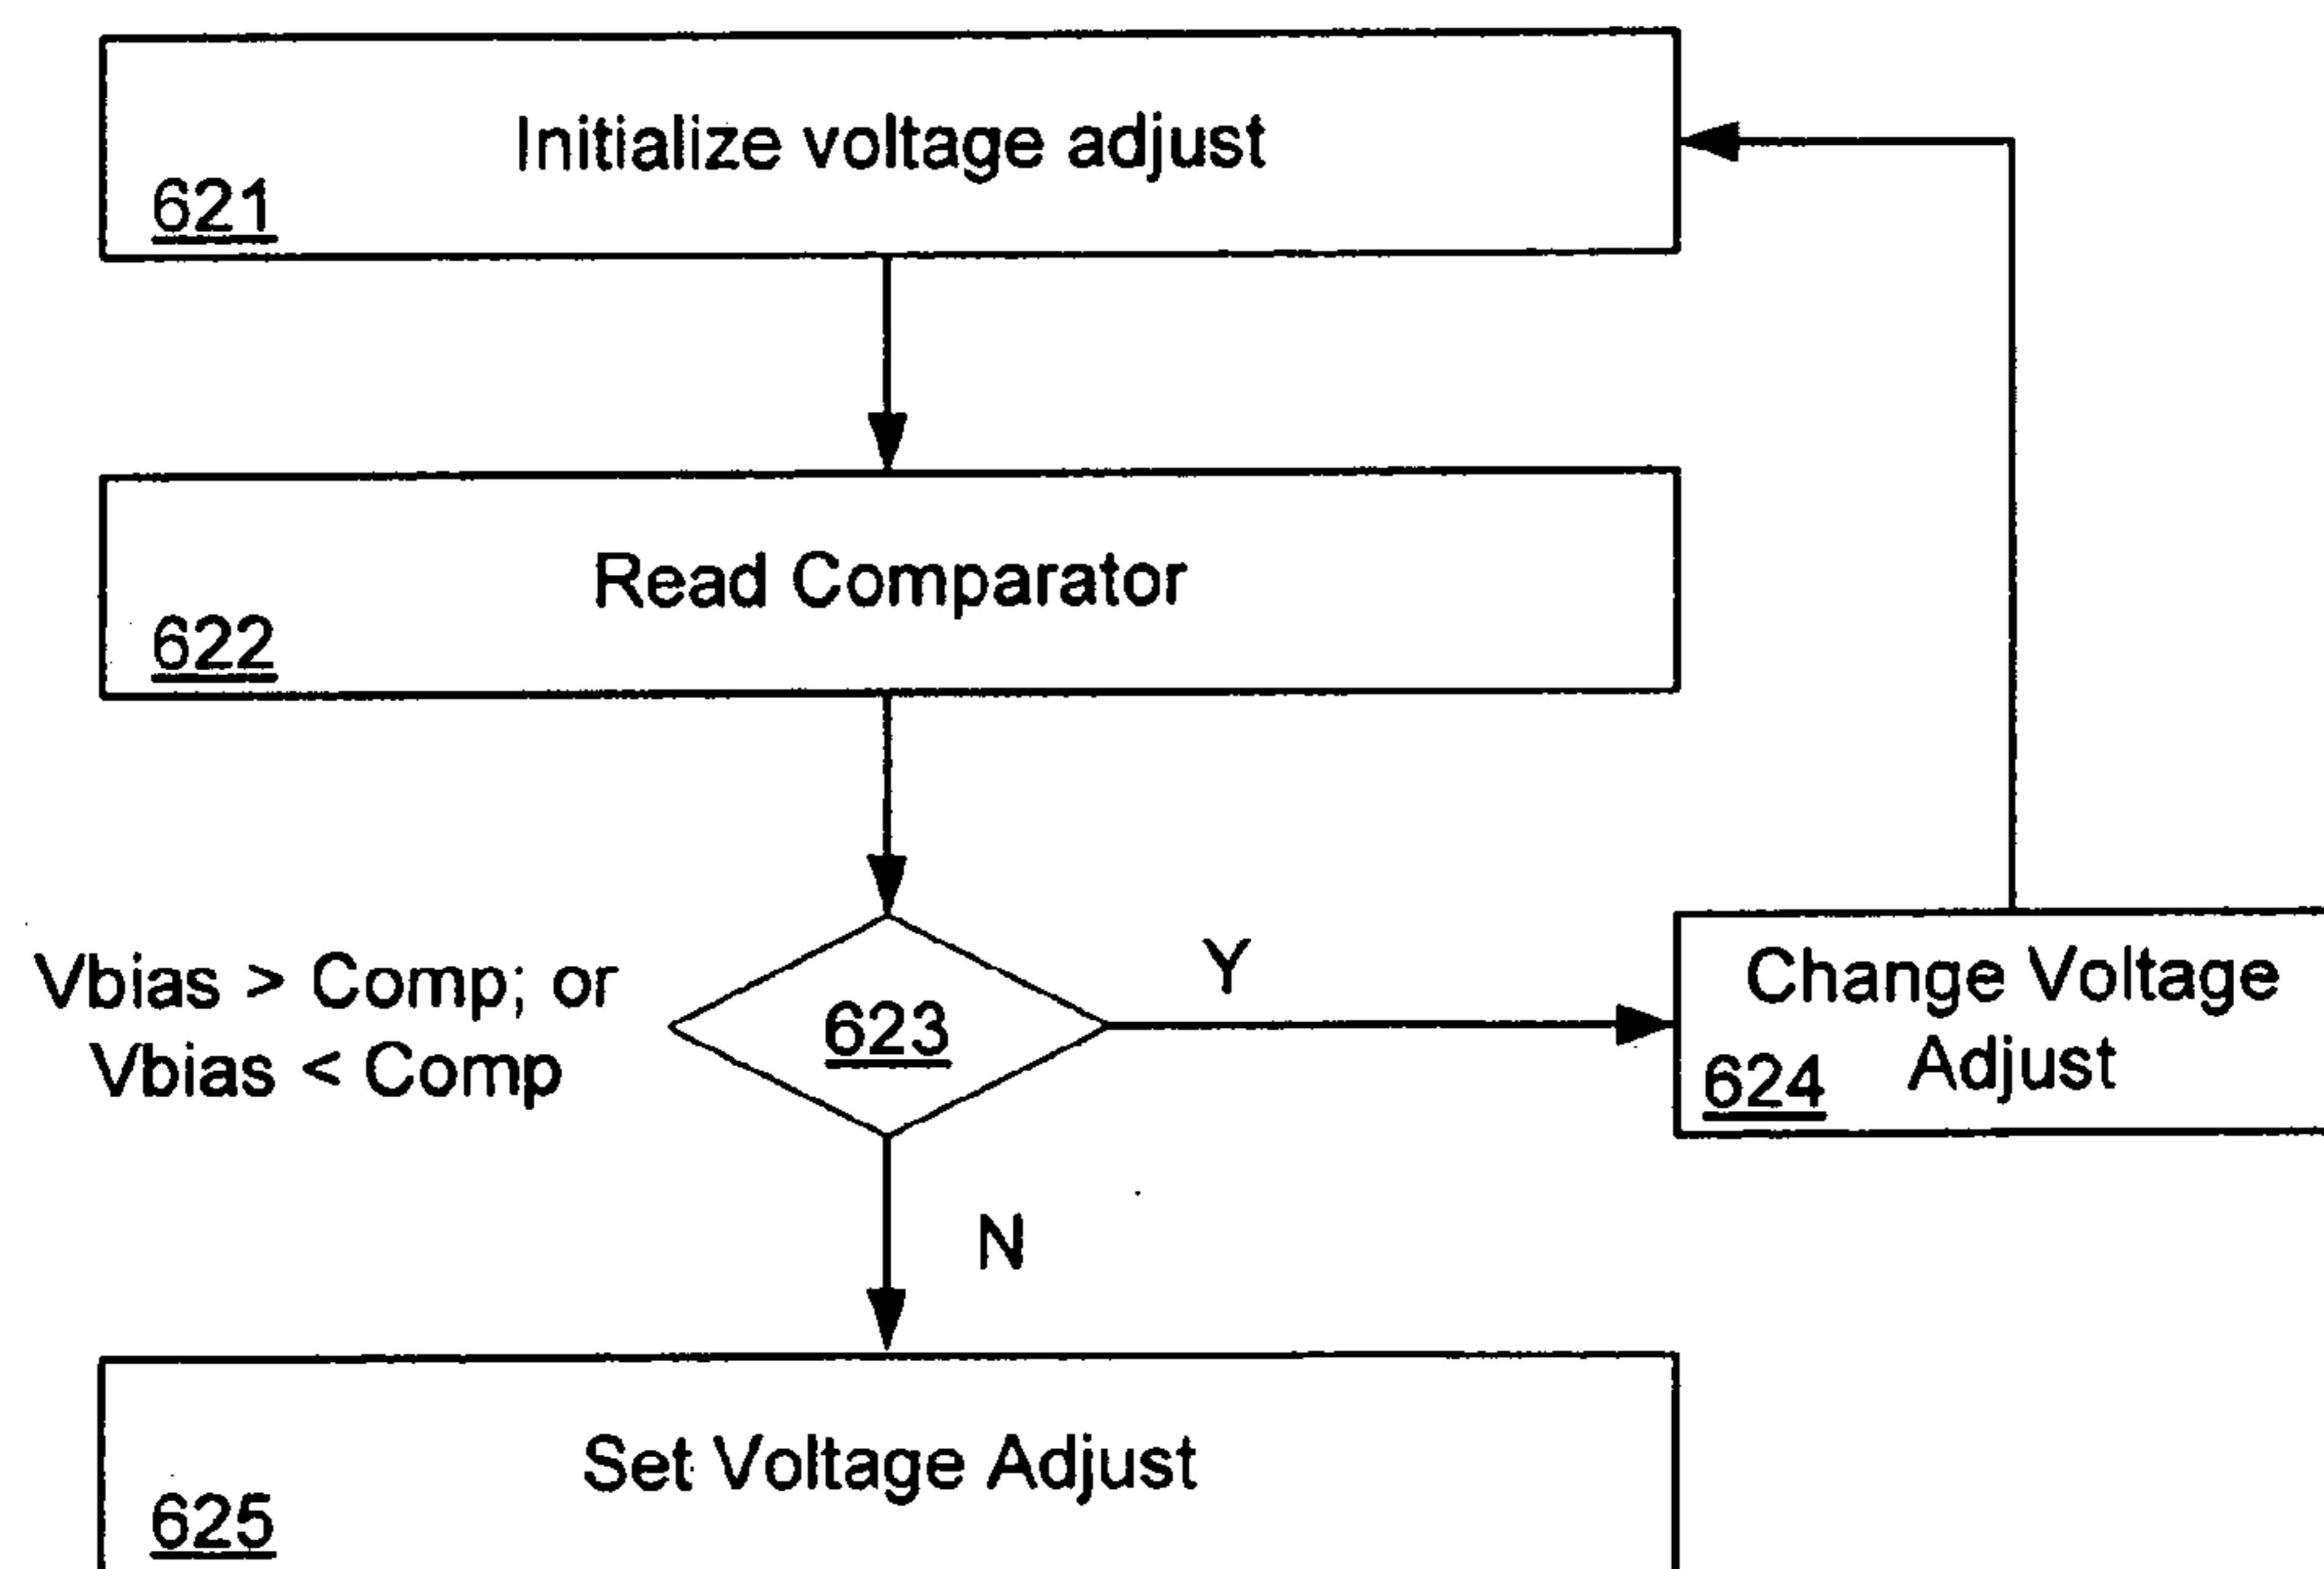 Initialize voltage adjust
621
Read Comparator
622
Vbias > Comp; or
Vbias < Comp
623
Y
Change Voltage
Adjust
624
N
Set Voltage Adjust
625